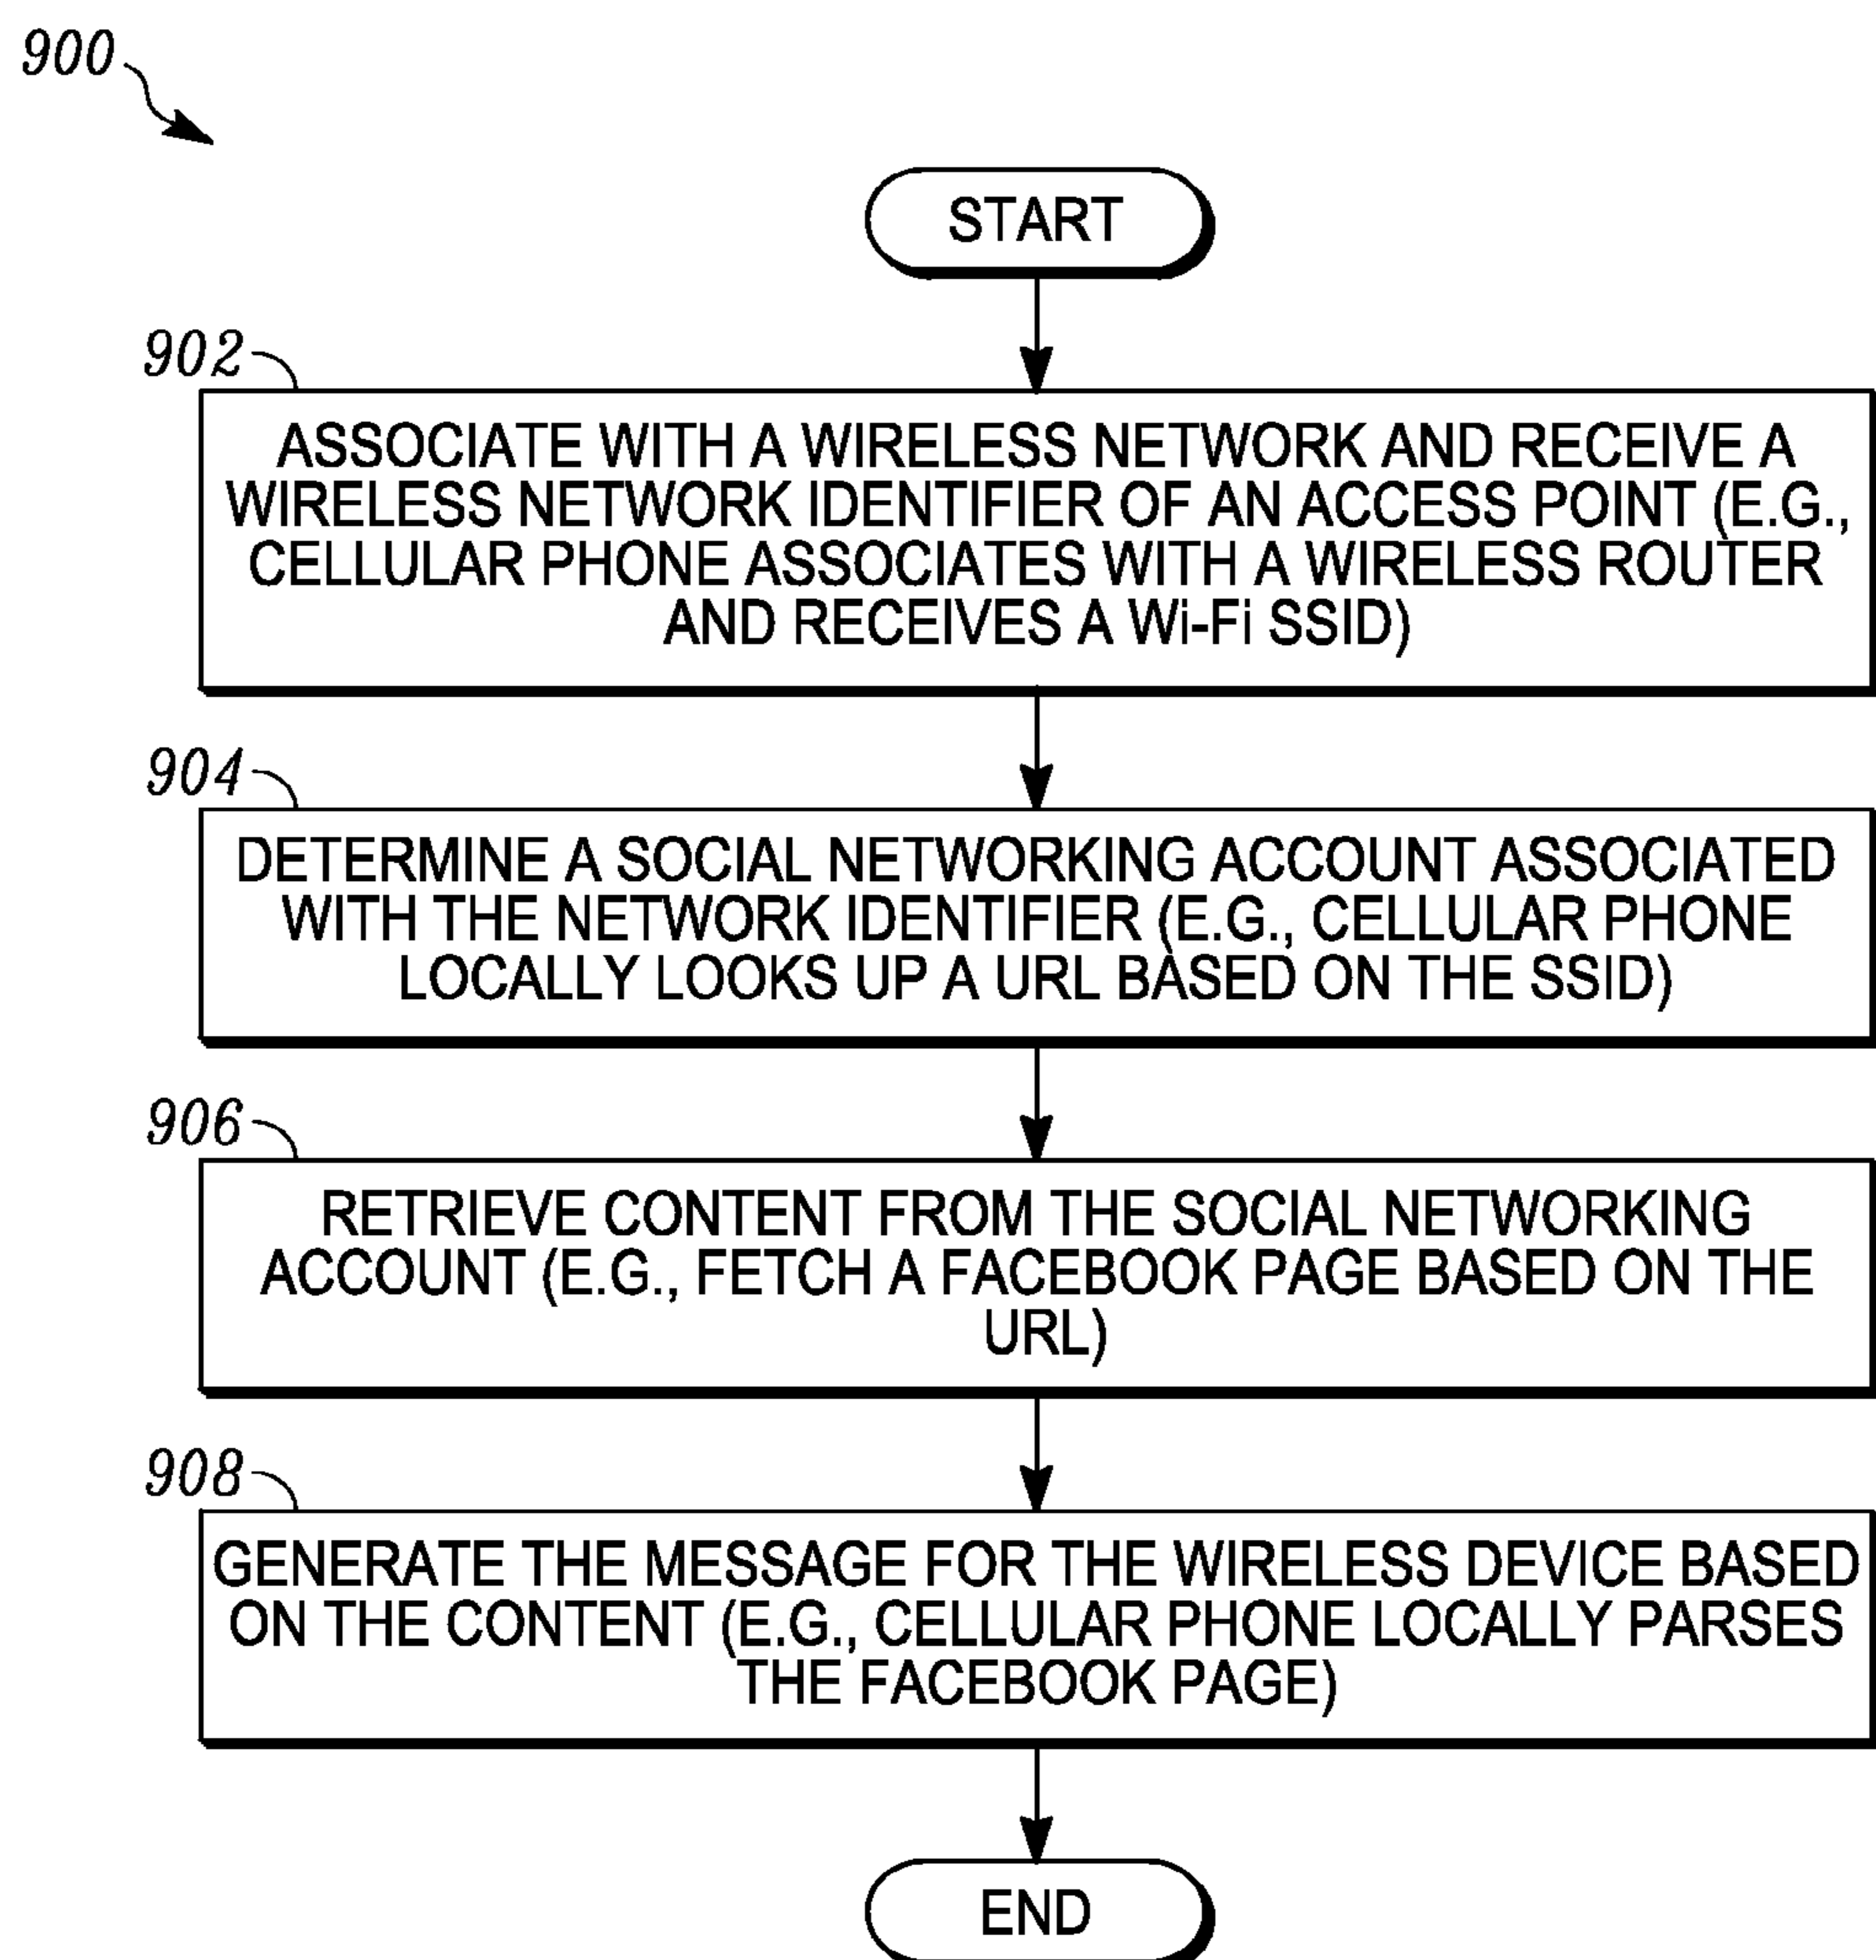 900
START
902
ASSOCIATE WITH A WIRELESS NETWORK AND RECEIVE A
WIRELESS NETWORK IDENTIFIER OF AN ACCESS POINT (E.G.,
CELLULAR PHONE ASSOCIATES WITH A WIRELESS ROUTER
AND RECEIVES A Wi-Fi SSID)
904
DETERMINE A SOCIAL NETWORKING ACCOUNT ASSOCIATED
WITH THE NETWORK IDENTIFIER (E.G., CELLULAR PHONE
LOCALLY LOOKS UP A URL BASED ON THE SSID)
906
RETRIEVE CONTENT FROM THE SOCIAL NETWORKING
ACCOUNT (E.G., FETCH A FACEBOOK PAGE BASED ON THE
URL)
908
GENERATE THE MESSAGE FOR THE WIRELESS DEVICE BASED
ON THE CONTENT (E.G., CELLULAR PHONE LOCALLY PARSES
THE FACEBOOK PAGE)
END